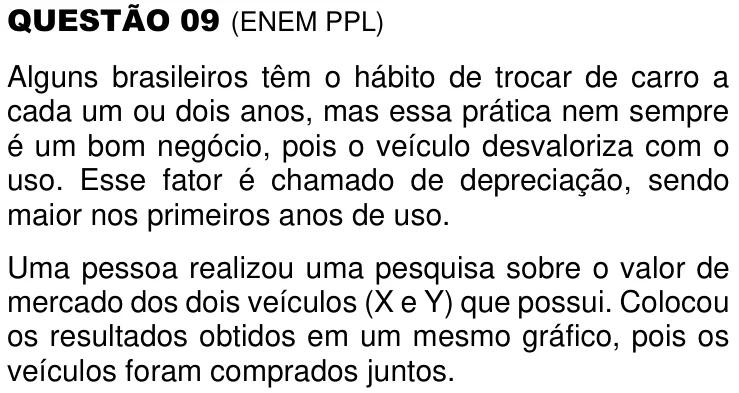 QUESTÃO 09 (ENEM PPL)
Alguns brasileiros têm o hábito de trocar de carro a
cada um ou dois anos, mas essa prática nem sempre
é um bom negócio, pois o veículo desvaloriza com o
uso. Esse fator é chamado de depreciação, sendo
maior nos primeiros anos de uso.
Uma pessoa realizou uma pesquisa sobre o valor de
mercado dos dois veículos (X e Y) que possui. Colocou
os resultados obtidos em um mesmo gráfico, pois os
veículos foram comprados juntos.